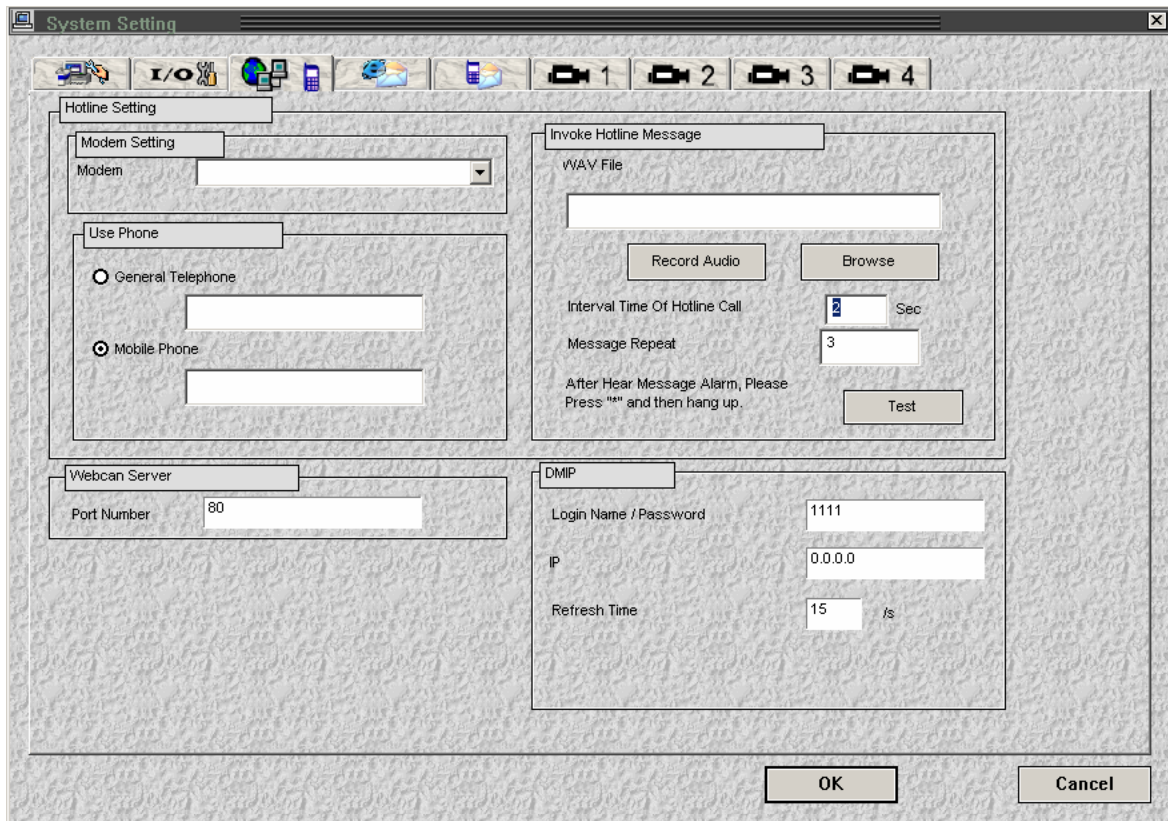 System Setting
I/O
1
2
3
4
Hotline Setting
Modem Setting
Modem
Use Phone
General Telephone
Mobile Phone
Invoke Hotline Message
WAV File
Record Audio
Browse
Interval Time Of Hotline Call
2
Sec
Message Repeat
3
After Hear Message Alarm, Please
Press "*" and then hang up.
Test
Webcan Server
Port Number
80
DMIP
Login Name / Password
1111
IP
0.0.0.0
Refresh Time
15
/s
OK
Cancel